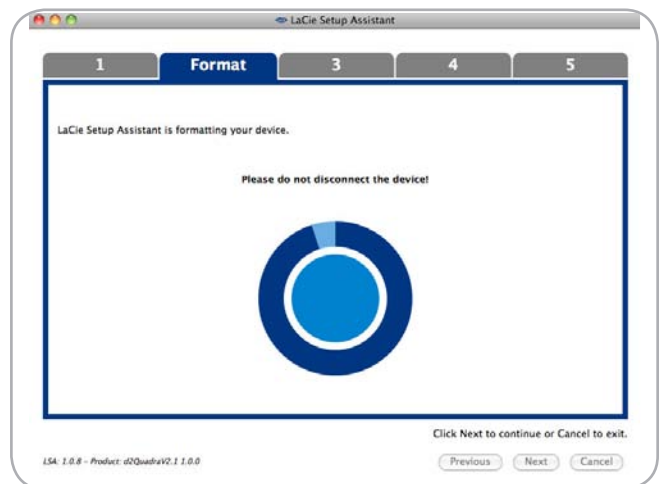 LaCie Setup Assistant
1 Format 3 4 5
LaCie Setup Assistant is formatting your device.
Please do not disconnect the device!
Click Next to continue or Cancel to exit.
LSA: 1.0.8 – Product: d2QuadraV2.1 1.0.0
Previous Next Cancel